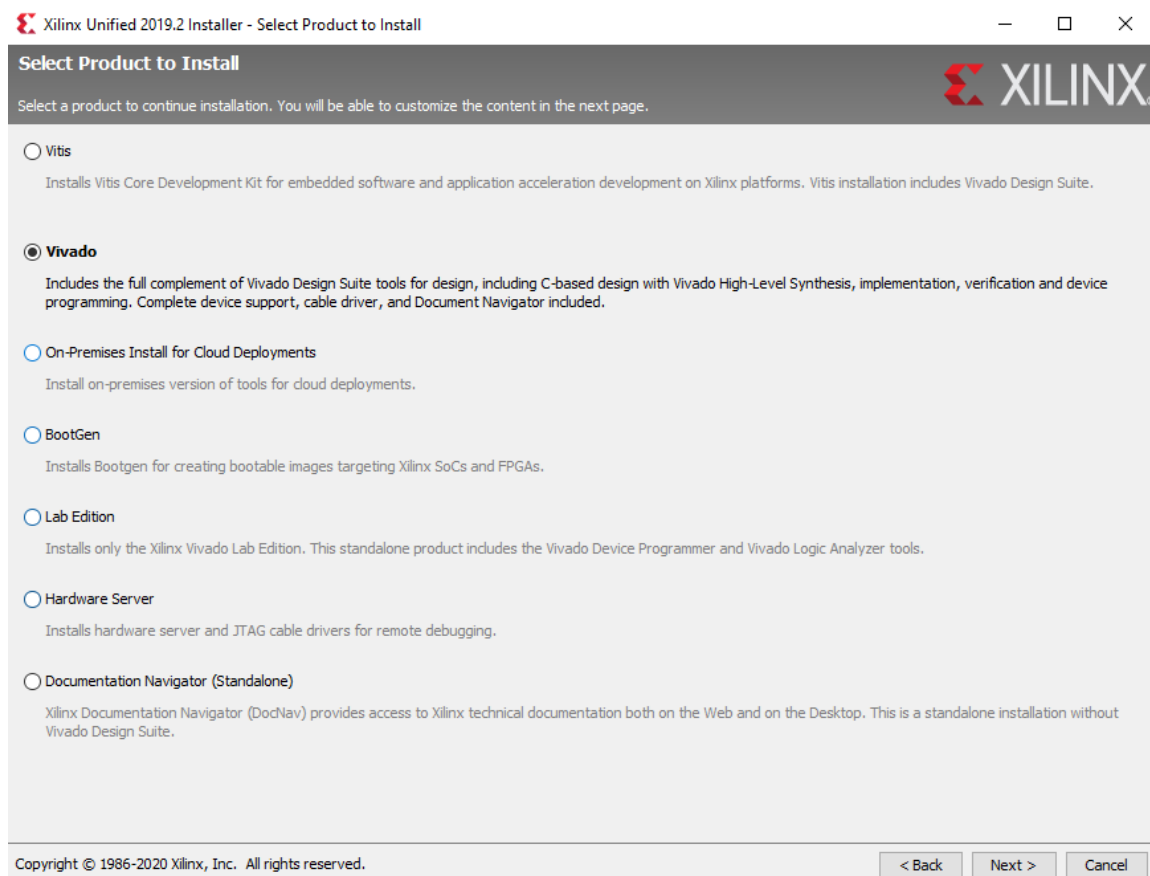 Xilinx Unified 2019.2 Installer - Select Product to Install
Select Product to Install
XILINX
Select a product to continue installation. You will be able to customize the content in the next page.
Vitis
Installs Vitis Core Development Kit for embedded software and application acceleration development on Xilinx platforms. Vitis installation includes Vivado Design Suite.
Vivado
Includes the full complement of Vivado Design Suite tools for design, including C-based design with Vivado High-Level Synthesis, implementation, verification and device
programming. Complete device support, cable driver, and Document Navigator included.
On-Premises Install for Cloud Deployments
Install on-premises version of tools for cloud deployments.
BootGen
Installs Bootgen for creating bootable images targeting Xilinx SoCs and FPGAs.
Lab Edition
Installs only the Xilinx Vivado Lab Edition. This standalone product includes the Vivado Device Programmer and Vivado Logic Analyzer tools.
Hardware Server
Installs hardware server and JTAG cable drivers for remote debugging.
Documentation Navigator (Standalone)
Xilinx Documentation Navigator (DocNav) provides access to Xilinx technical documentation both on the Web and on the Desktop. This is a standalone installation without
Vivado Design Suite.
Copyright © 1986-2020 Xilinx, Inc. All rights reserved.
< Back Next > Cancel